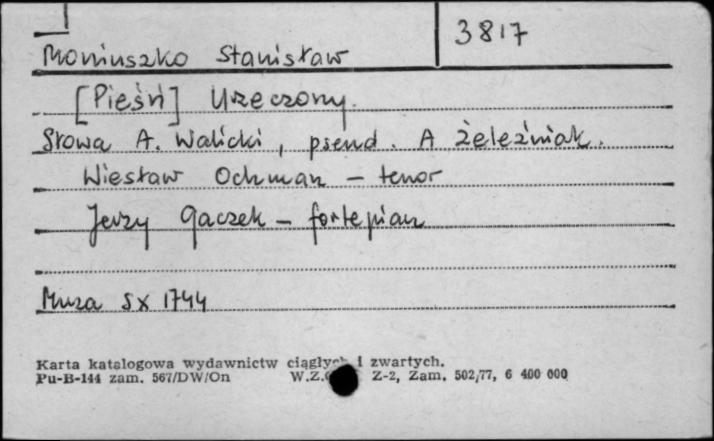 3817
Moniuszko Stanisław
[Pieśń] Urzeczony.
Słowa A. Walicki, pseud. A Żeleźniak.
Wiesław Ochman – tenor
Jerzy Gaczek – fortepian
Muza SX 1744
Karta katalogowa wydawnictw ciągłych i zwartych.
Pu-B-144 zam. 567/DW/On W.Z. Z-2, Zam. 502/77, 6 400 000